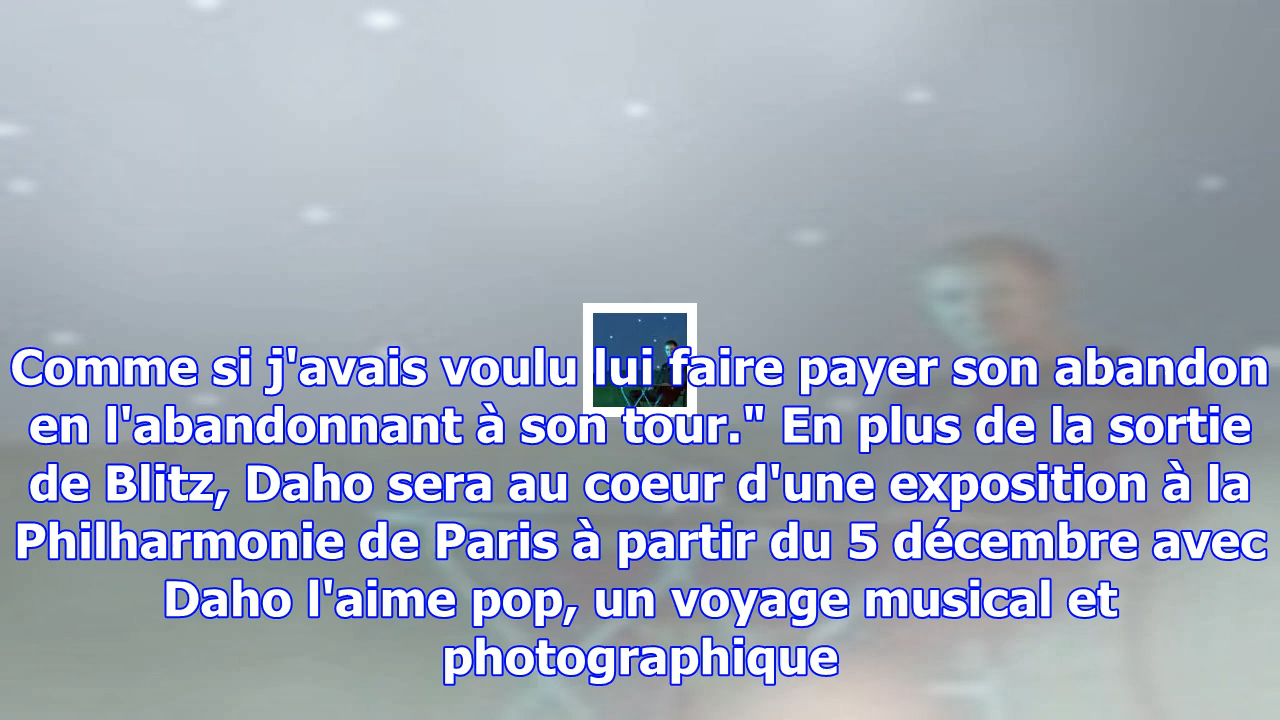 Comme si j'avais voulu lui faire payer son abandon
en l'abandonnant à son tour." En plus de la sortie
de Blitz, Daho sera au coeur d'une exposition à la
Philharmonie de Paris à partir du 5 décembre avec
Daho l'aime pop, un voyage musical et
photographique